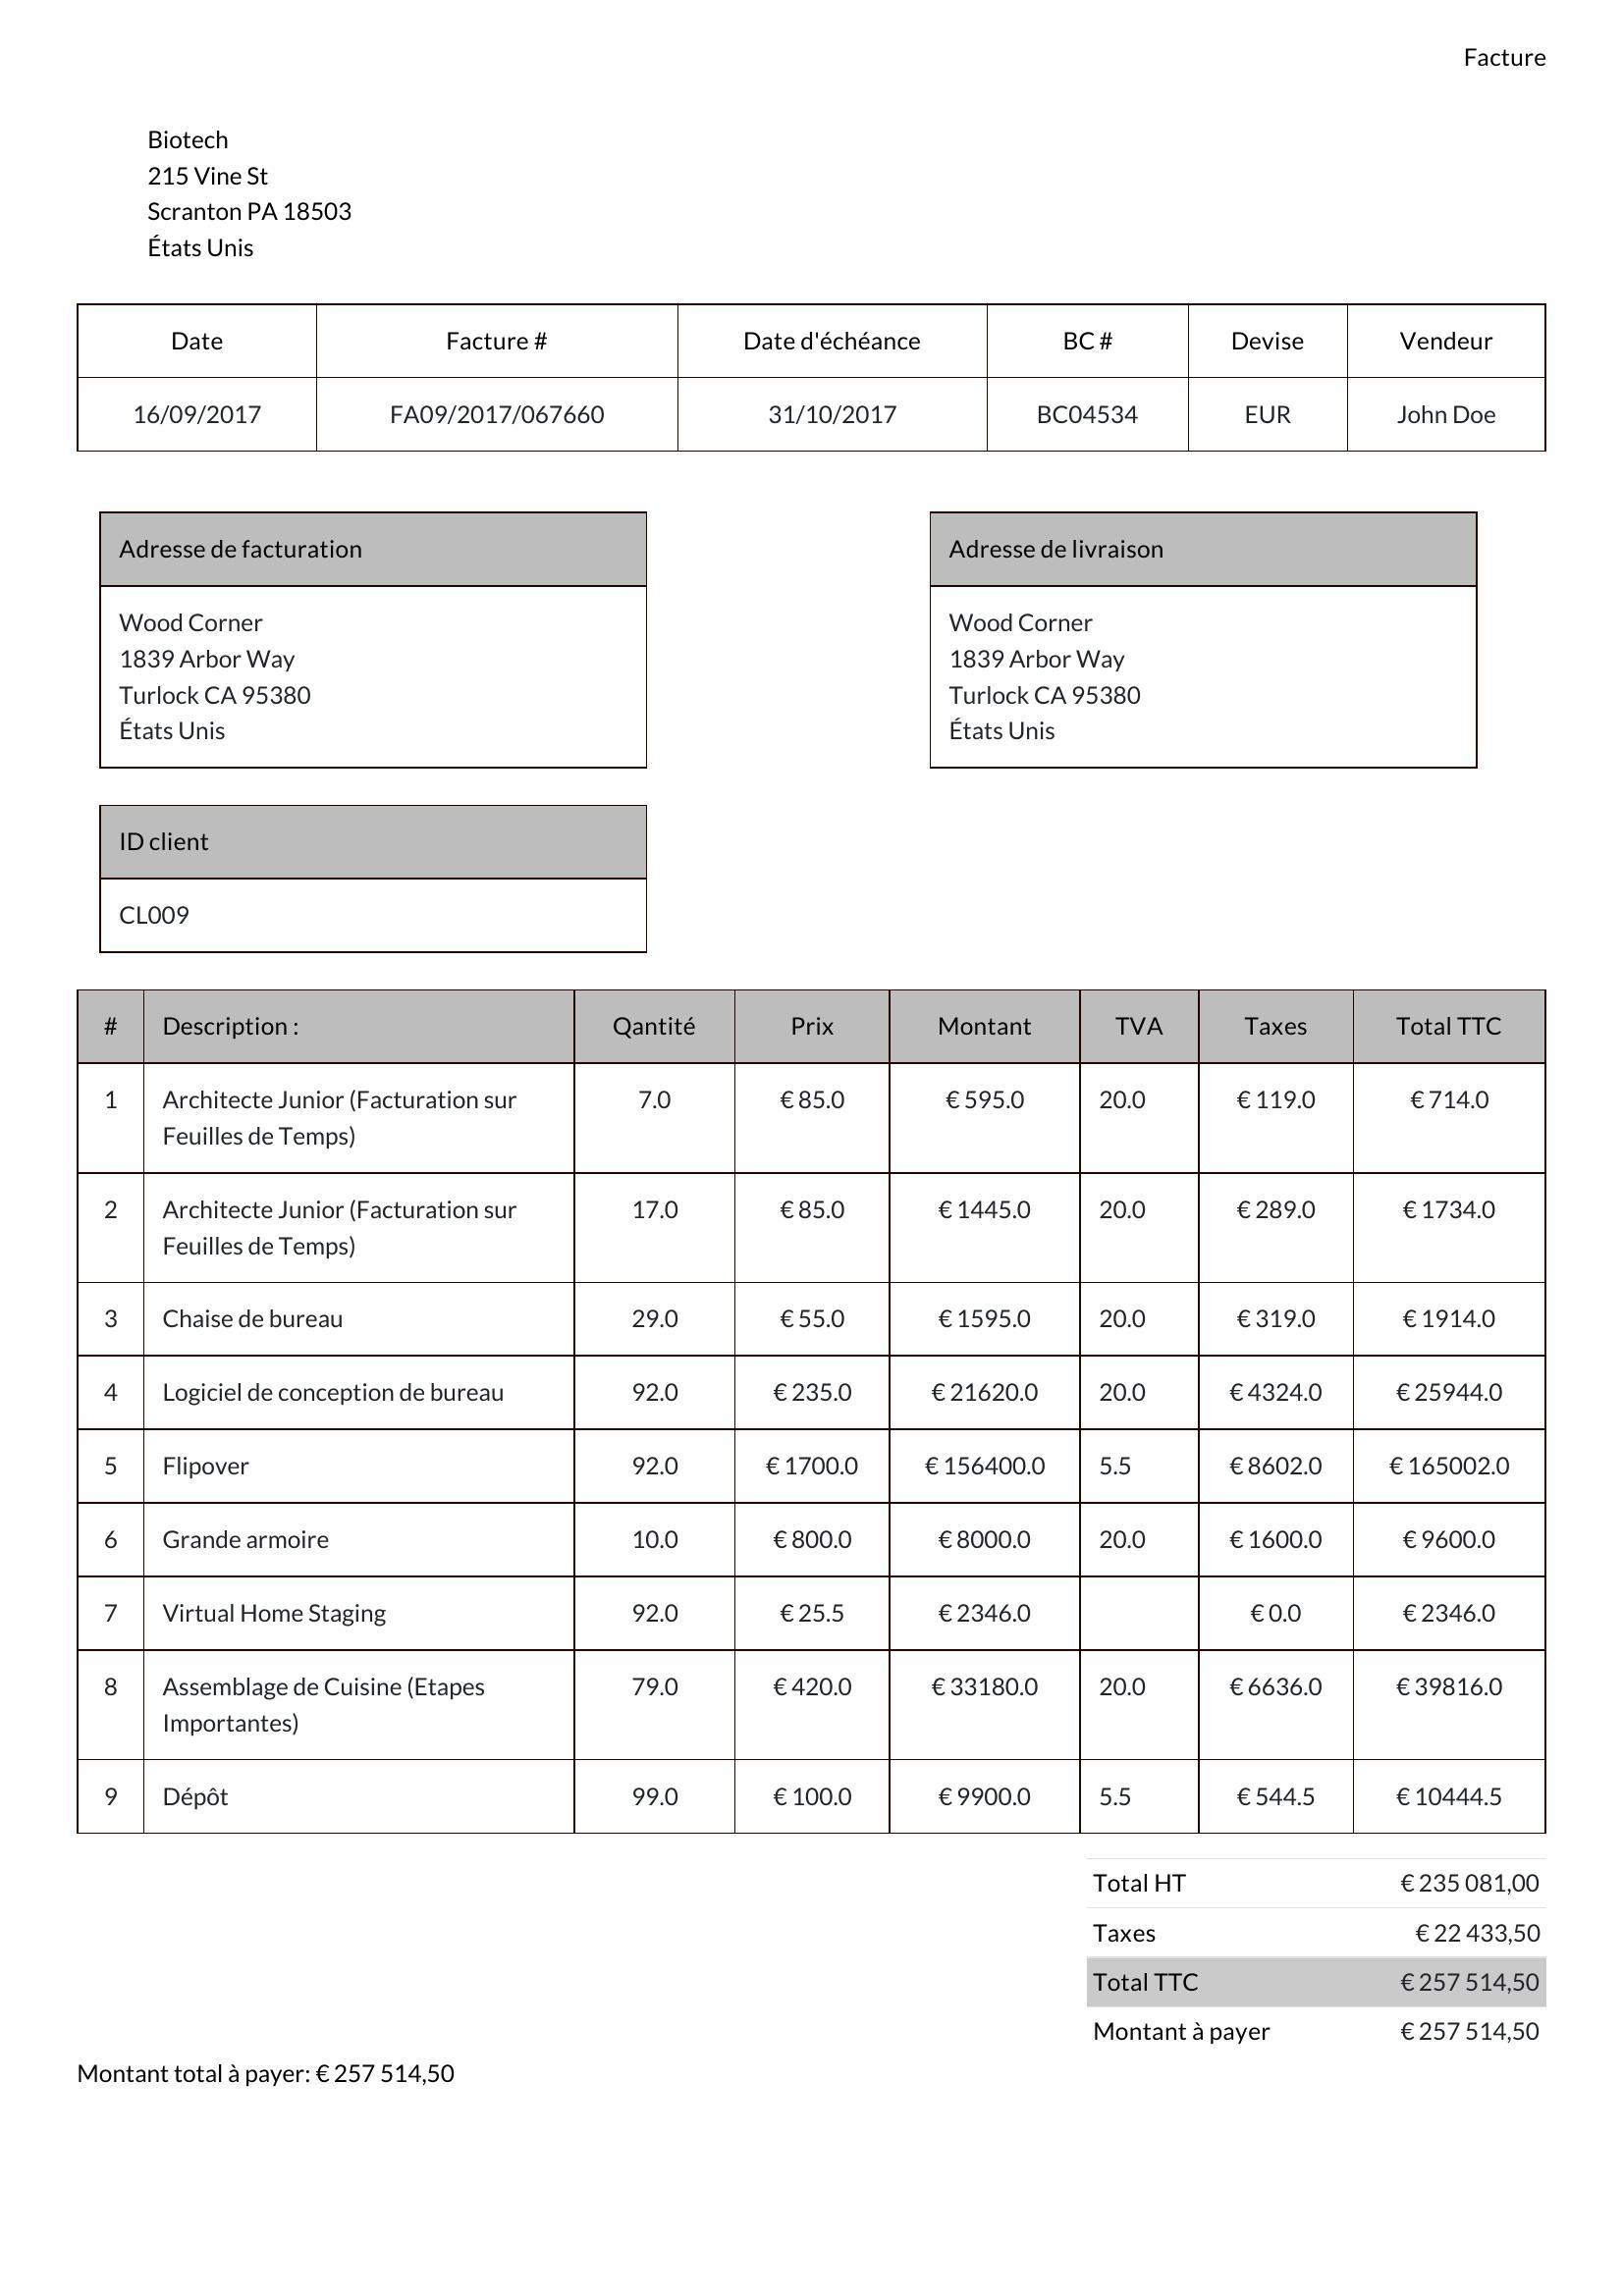 Facture
Biotech
215 Vine St
Scranton PA 18503
États Unis
Date Facture # Date d'échéance BC # Devise Vendeur
16/09/2017 FA09/2017/067660 31/10/2017 BC04534 EUR John Doe
Adresse de facturation
Wood Corner
1839 Arbor Way
Turlock CA 95380
États Unis
Adresse de livraison
Wood Corner
1839 Arbor Way
Turlock CA 95380
États Unis
ID client
CL009
# Description : Qantité Prix Montant TVA Taxes Total TTC
1 Architecte Junior (Facturation sur 7.0 € 85.0 € 595.0 20.0 € 119.0 € 714.0
Feuilles de Temps)
2 Architecte Junior (Facturation sur 17.0 € 85.0 € 1445.0 20.0 € 289.0 € 1734.0
Feuilles de Temps)
3 Chaise de bureau 29.0 € 55.0 € 1595.0 20.0 € 319.0 € 1914.0
4 Logiciel de conception de bureau 92.0 € 235.0 € 21620.0 20.0 € 4324.0 € 25944.0
5 Flipover 92.0 € 1700.0 € 156400.0 5.5 € 8602.0 € 165002.0
6 Grande armoire 10.0 € 800.0 € 8000.0 20.0 € 1600.0 € 9600.0
7 Virtual Home Staging 92.0 € 25.5 € 2346.0 € 0.0 € 2346.0
8 Assemblage de Cuisine (Etapes 79.0 € 420.0 € 33180.0 20.0 € 6636.0 € 39816.0
Importantes)
9 Dépôt 99.0 € 100.0 € 9900.0 5.5 € 544.5 € 10444.5
Total HT € 235 081,00
Taxes € 22 433,50
Total TTC € 257 514,50
Montant à payer € 257 514,50
Montant total à payer: € 257 514,50